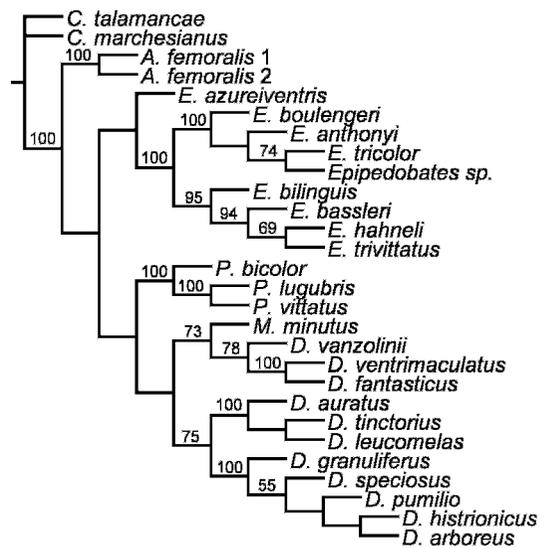 C. talamancae
C. marchesianus
100 A. femoralis 1
A. femoralis 2
E. azureiventris
100
100 E. boulengeri
E. anthonyi
74 E. tricolor
100 Epipedobates sp.
95 E. bilinguis
94 E. bassleri
69 E. hahneli
E. trivittatus
100 P. bicolor
100 P. lugubris
P. vittatus
73 M. minutus
78 D. vanzolinii
100 D. ventrimaculatus
D. fantasticus
100 D. auratus
D. tinctorius
75 D. leucomelas
100 D. granuliferus
55 D. speciosus
D. pumilio
D. histrionicus
D. arboreus